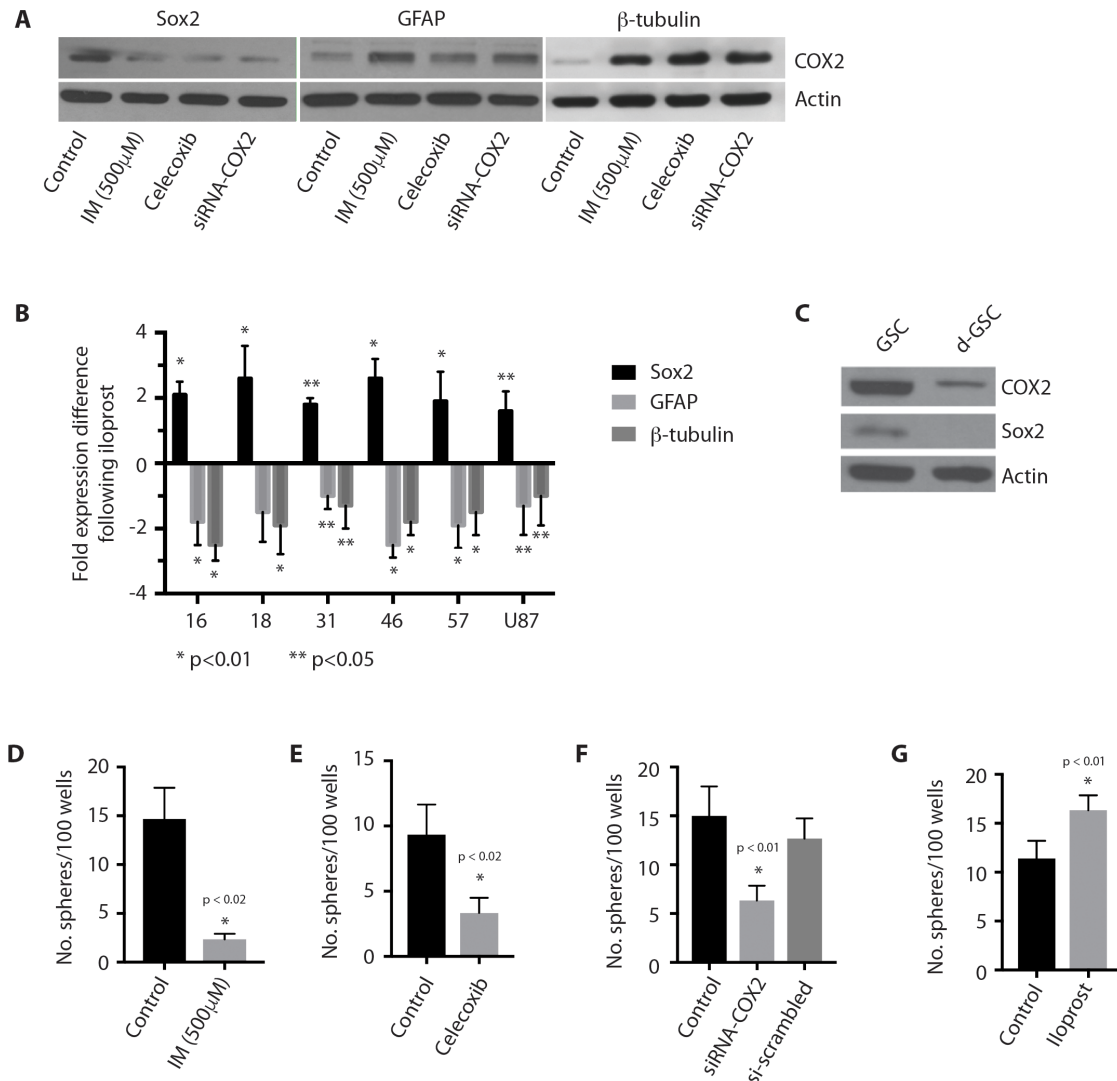 A
Sox2
GFAP
β-tubulin
COX2
Actin
Control
IM (500μM)
Celecoxib
siRNA-COX2
Control
IM (500μM)
Celecoxib
siRNA-COX2
Control
IM (500μM)
Celecoxib
siRNA-COX2
B
Fold expression difference
following iloprost
4
2
0
-2
-4
*
*
**
*
*
**
*
*
*
**
**
*
*
*
*
**
**
16
18
31
46
57
U87
* p<0.01
** p<0.05
Sox2
GFAP
β-tubulin
C
GSC
d-GSC
COX2
Sox2
Actin
D
No. spheres/100 wells
20
15
10
5
0
p < 0.02
*
Control
IM (500μM)
E
No. spheres/100 wells
15
10
5
0
p < 0.02
*
Control
Celecoxib
F
No. spheres/100 wells
20
15
10
5
0
p < 0.01
*
Control
siRNA-COX2
si-scrambled
G
No. spheres/100 wells
20
15
10
5
0
p < 0.01
*
Control
Iloprost